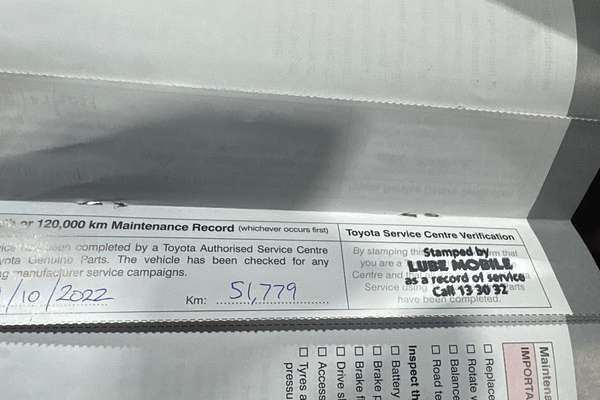 or 120,000 km Maintenance Record (whichever occurs first)
been completed by a Toyota Authorised Service Centre
Genuine Parts. The vehicle has been checked for any
manufacturer service campaigns.
/10/2022
Km: 51,779
Toyota Service Centre Verification
By stamping
you are a
Centre and
Service using
have been completed.
Stamped by
LUBE MOBILE
as a record of service
Call 13 30 32
Maintenan
IMPORTA
Replace
Rotate
Balance
Road te
Inspect th
Battery
Brake p
Brake f
Drive s
Access
Tyres a
pressu